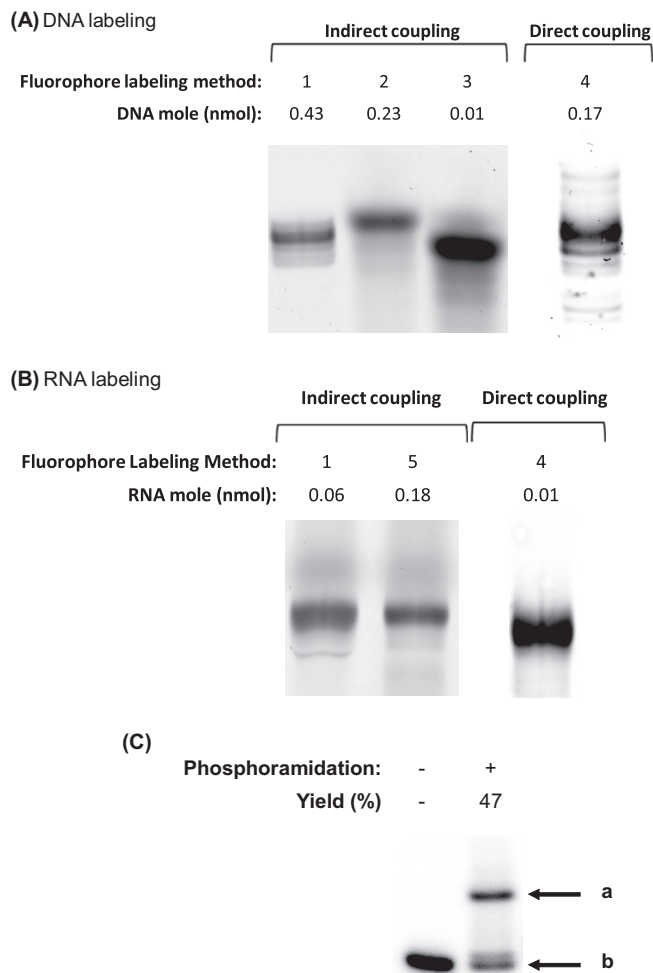 (A) DNA labeling
Indirect coupling Direct coupling
Fluorophore labeling method: 1 2 3 4
DNA mole (nmol): 0.43 0.23 0.01 0.17
(B) RNA labeling
Indirect coupling Direct coupling
Fluorophore Labeling Method: 1 5 4
RNA mole (nmol): 0.06 0.18 0.01
(C)
Phosphoramidation: - +
Yield (%) - 47
a
b